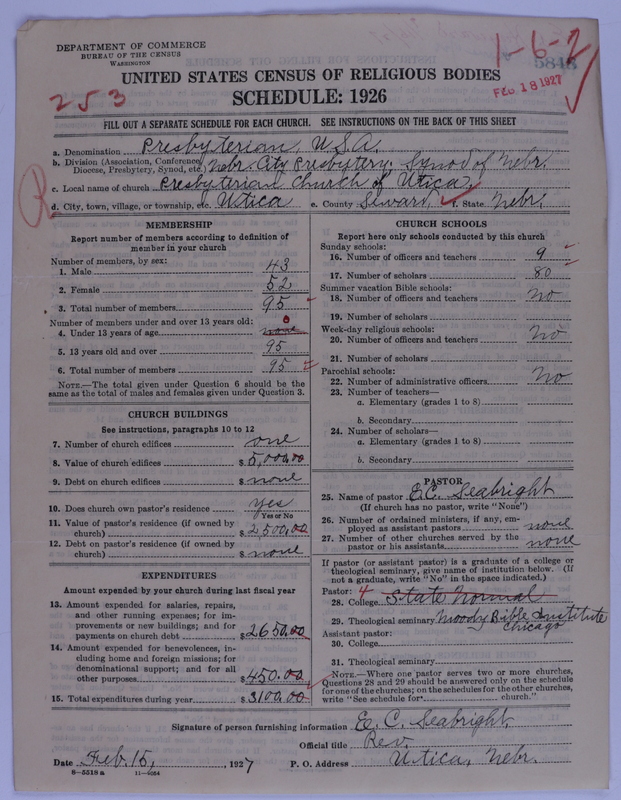 DEPARTMENT OF COMMERCE
BUREAU OF THE CENSUS
WASHINGTON
1-6-2
5848
FEB 18 1927
253
UNITED STATES CENSUS OF RELIGIOUS BODIES
SCHEDULE: 1926
FILL OUT A SEPARATE SCHEDULE FOR EACH CHURCH. SEE INSTRUCTIONS ON THE BACK OF THIS SHEET
a. Denomination Presbyterian, U.S.A.
b. Division (Association, Conference, Diocese, Presbytery, Synod, etc.) Nebr. City Presbytery, Synod of Nebr.
c. Local name of church Presbyterian Church of Utica,
R
d. City, town, village, or township, etc. Utica e. County Seward, f. State Nebr.
MEMBERSHIP
Report number of members according to definition of
member in your church
Number of members, by sex:
1. Male 43
2. Female 52
3. Total number of members 95
Number of members under and over 13 years old:
4. Under 13 years of age none 0
5. 13 years old and over 95
6. Total number of members 95
NOTE.—The total given under Question 6 should be the
same as the total of males and females given under Question 3.
CHURCH BUILDINGS
See instructions, paragraphs 10 to 12
7. Number of church edifices one
8. Value of church edifices $5,000.00
9. Debt on church edifices $ none
10. Does church own pastor's residence yes
Yes or No
11. Value of pastor's residence (if owned by
church) $2500.00
12. Debt on pastor's residence (if owned by
church) $ none
EXPENDITURES
Amount expended by your church during last fiscal year
13. Amount expended for salaries, repairs,
and other running expenses; for im-
provements or new buildings; and for
payments on church debt $2650.00
14. Amount expended for benevolences, in-
cluding home and foreign missions; for
denominational support; and for all
other purposes $450.00
15. Total expenditures during year $3100.00
CHURCH SCHOOLS
Report here only schools conducted by this church
Sunday schools:
16. Number of officers and teachers 9
17. Number of scholars 80
Summer vacation Bible schools:
18. Number of officers and teachers no
19. Number of scholars
Week-day religious schools:
20. Number of officers and teachers no
21. Number of scholars
Parochial schools:
22. Number of administrative officers no
23. Number of teachers—
a. Elementary (grades 1 to 8)
b. Secondary
24. Number of scholars—
a. Elementary (grades 1 to 8)
b. Secondary
PASTOR
25. Name of pastor E.C. Seabright
(If church has no pastor, write "None")
26. Number of ordained ministers, if any, em-
ployed as assistant pastors none
27. Number of other churches served by the
pastor or his assistants none
If pastor (or assistant pastor) is a graduate of a college or
theological seminary, give name of institution below. (If
not a graduate, write "No" in the space indicated.)
Pastor: 4
28. College State Normal
29. Theological seminary Moody Bible Institute
Chicago
Assistant pastor:
30. College
31. Theological seminary
NOTE.—Where one pastor serves two or more churches,
Questions 28 and 29 should be answered only on the schedule
for one of the churches; on the schedules for the other churches,
write "See schedule for church."
Signature of person furnishing information E. C. Seabright,
Official title Rev.
Date Feb. 15, 1927 P. O. Address Utica, Nebr.
8-5518 a 11-4064